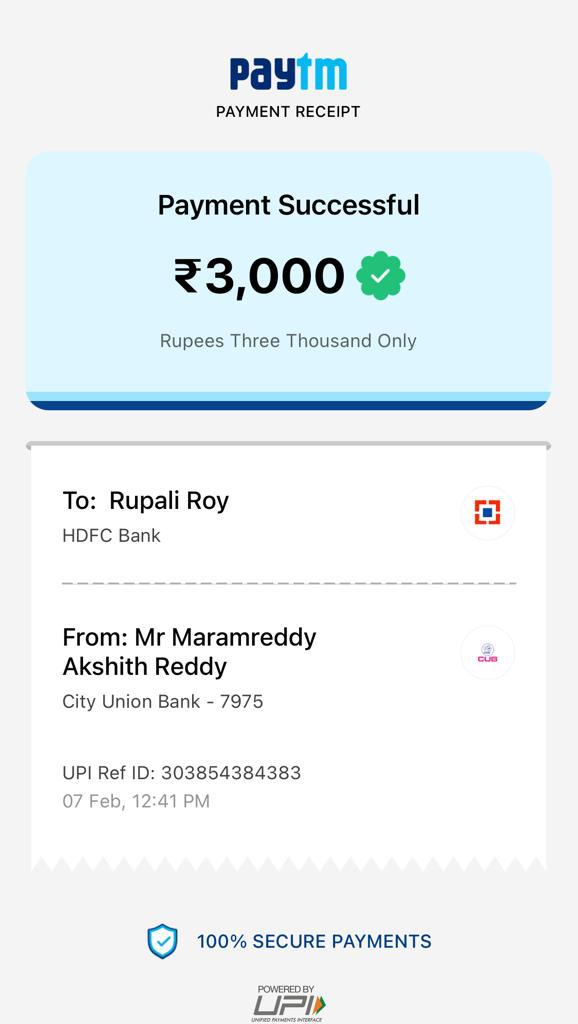 paytm
PAYMENT RECEIPT
Payment Successful
₹3,000
Rupees Three Thousand Only
To: Rupali Roy
HDFC Bank
From: Mr Maramreddy
Akshith Reddy
CUB
City Union Bank - 7975
UPI Ref ID: 303854384383
07 Feb, 12:41 PM
100% SECURE PAYMENTS
POWERED BY
UPI
UNIFIED PAYMENTS INTERFACE